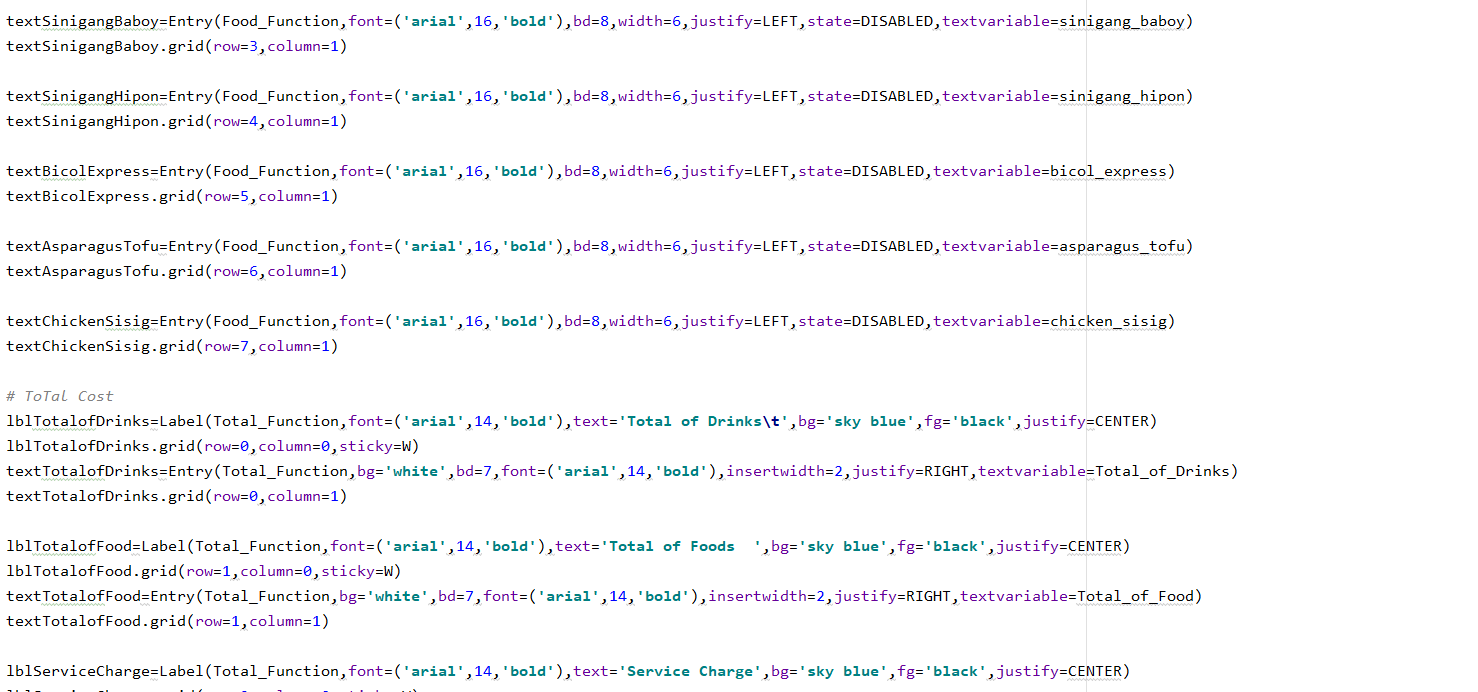 textSinigangBaboy=Entry(Food_Function,font=('arial',16,'bold'),bd=8,width=6,justify=LEFT,state=DISABLED,textvariable=sinigang_baboy)
textSinigangBaboy.grid(row=3,column=1)
textSinigangHipon=Entry(Food_Function,font=('arial',16,'bold'),bd=8,width=6,justify=LEFT,state=DISABLED,textvariable=sinigang_hipon)
textSinigangHipon.grid(row=4,column=1)
textBicolExpress=Entry(Food_Function,font=('arial',16,'bold'),bd=8,width=6,justify=LEFT,state=DISABLED,textvariable=bicol_express)
textBicolExpress.grid(row=5,column=1)
textAsparagusTofu=Entry(Food_Function,font=('arial',16,'bold'),bd=8,width=6,justify=LEFT,state=DISABLED,textvariable=asparagus_tofu)
textAsparagusTofu.grid(row=6,column=1)
textChickenSisig=Entry(Food_Function,font=('arial',16,'bold'),bd=8,width=6,justify=LEFT,state=DISABLED,textvariable=chicken_sisig)
textChickenSisig.grid(row=7,column=1)
# ToTal Cost
lblTotalofDrinks=Label(Total_Function,font=('arial',14,'bold'),text='Total of Drinks\t',bg='sky blue',fg='black',justify=CENTER)
lblTotalofDrinks.grid(row=0,column=0,sticky=W)
textTotalofDrinks=Entry(Total_Function,bg='white',bd=7,font=('arial',14,'bold'),insertwidth=2,justify=RIGHT,textvariable=Total_of_Drinks)
textTotalofDrinks.grid(row=0,column=1)
lblTotalofFood=Label(Total_Function,font=('arial',14,'bold'),text='Total of Foods  ',bg='sky blue',fg='black',justify=CENTER)
lblTotalofFood.grid(row=1,column=0,sticky=W)
textTotalofFood=Entry(Total_Function,bg='white',bd=7,font=('arial',14,'bold'),insertwidth=2,justify=RIGHT,textvariable=Total_of_Food)
textTotalofFood.grid(row=1,column=1)
lblServiceCharge=Label(Total_Function,font=('arial',14,'bold'),text='Service Charge',bg='sky blue',fg='black',justify=CENTER)